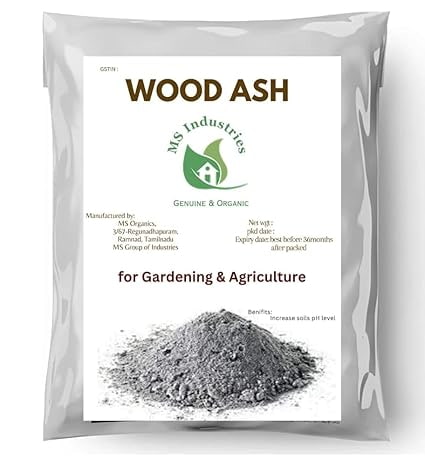 GSTIN :
WOOD ASH
MS Industries
GENUINE & ORGANIC
Manufactured by:
MS Organics,
3/67-Regunadhapuram,
Ramnad, Tamilnadu
MS Group of Industries
Net wgt :
pkd date :
Expiry date: best before 36months
after packed
for Gardening & Agriculture
Benifits:
Increase soils pH level